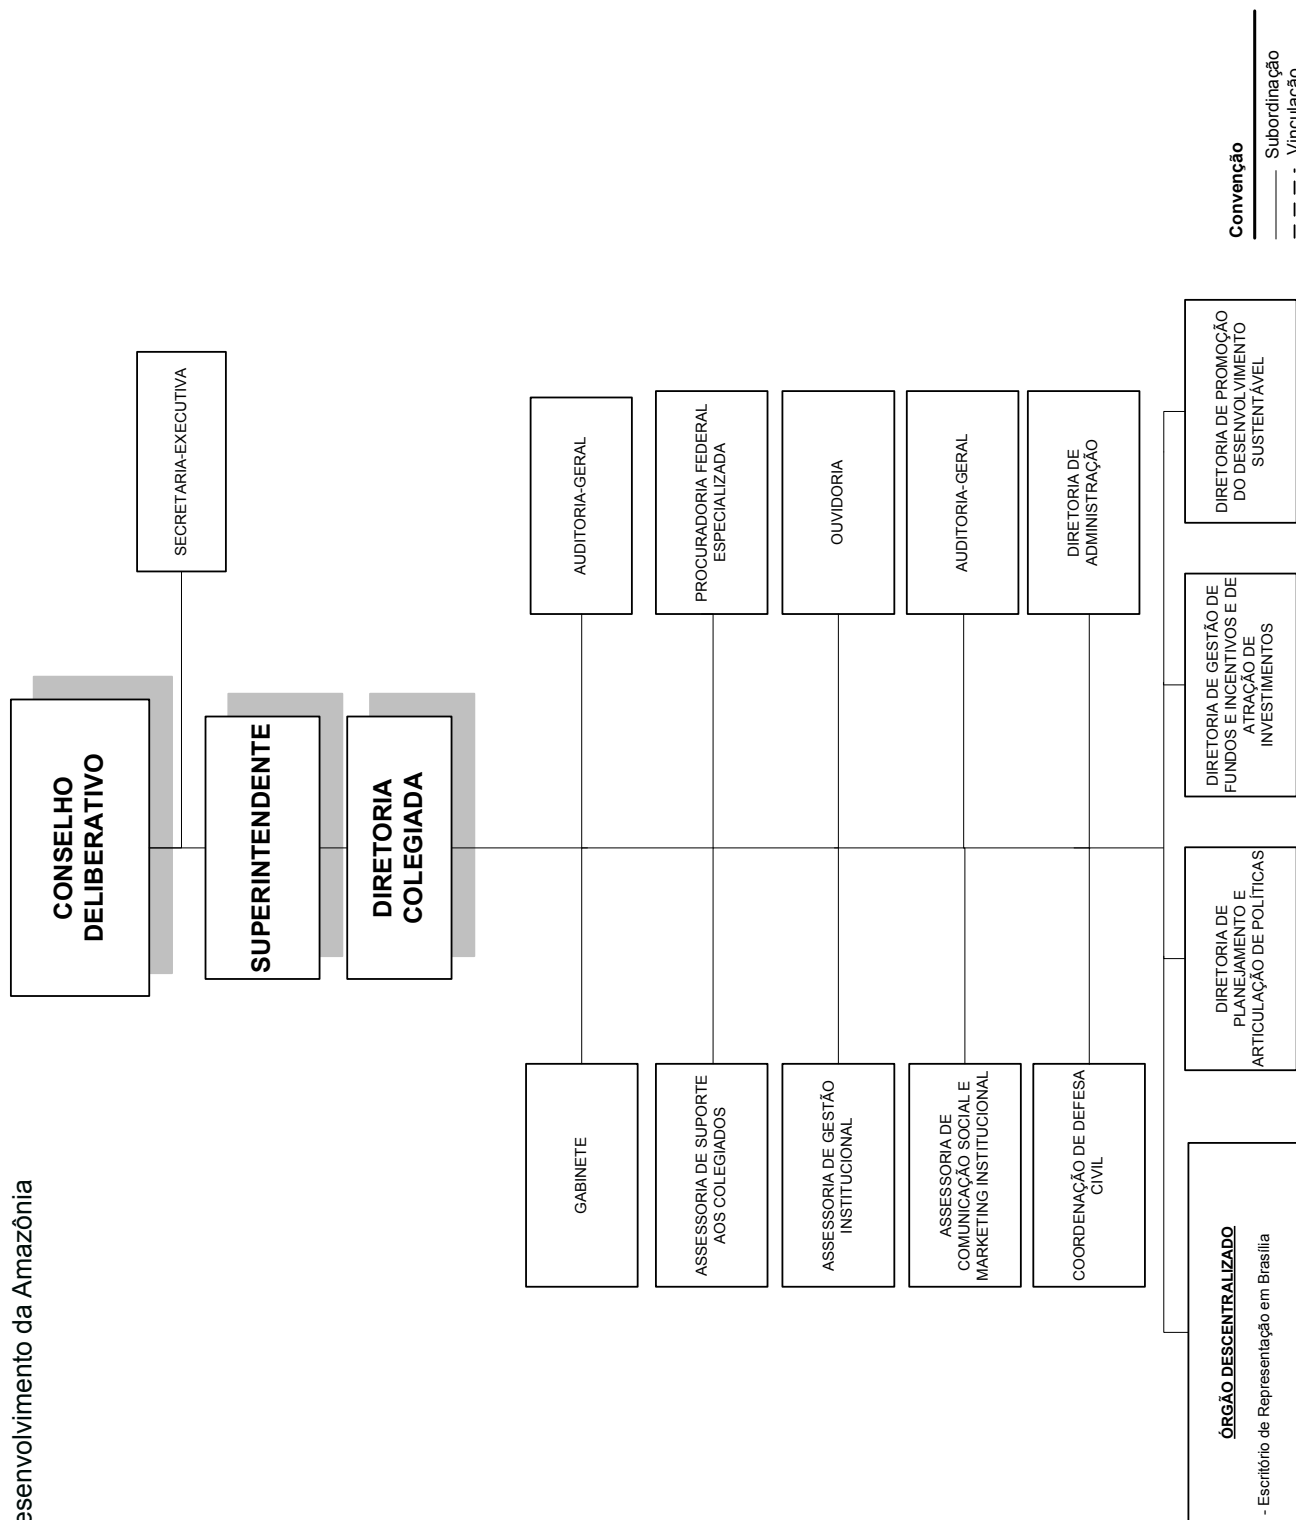 esenvolvimento da Amazônia
CONSELHO
DELIBERATIVO
SECRETARIA-EXECUTIVA
SUPERINTENDENTE
DIRETORIA
COLEGIADA
GABINETE
AUDITORIA-GERAL
ASSESSORIA DE SUPORTE
AOS COLEGIADOS
PROCURADORIA FEDERAL
ESPECIALIZADA
ASSESSORIA DE GESTÃO
INSTITUCIONAL
OUVIDORIA
ASSESSORIA DE
COMUNICAÇÃO SOCIAL E
MARKETING INSTITUCIONAL
AUDITORIA-GERAL
COORDENAÇÃO DE DEFESA
CIVIL
DIRETORIA DE
ADMINISTRAÇÃO
ÓRGÃO DESCENTRALIZADO
- Escritório de Representação em Brasília
DIRETORIA DE
PLANEJAMENTO E
ARTICULAÇÃO DE POLÍTICAS
DIRETORIA DE GESTÃO DE
FUNDOS E INCENTIVOS E DE
ATRAÇÃO DE
INVESTIMENTOS
DIRETORIA DE PROMOÇÃO
DO DESENVOLVIMENTO
SUSTENTÁVEL
Convenção
Subordinação
Vinculação